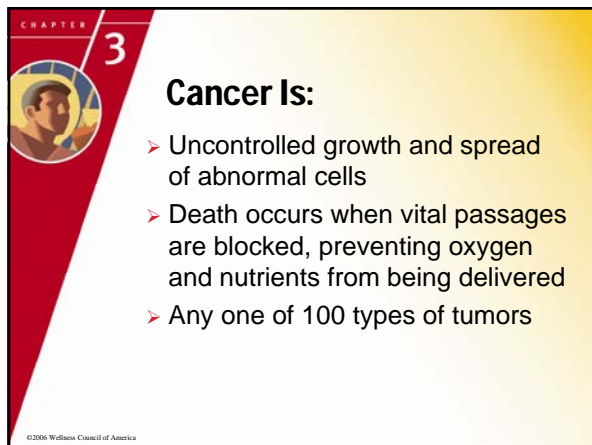 CHAPTER
3
Cancer Is:
➢ Uncontrolled growth and spread
of abnormal cells
➢ Death occurs when vital passages
are blocked, preventing oxygen
and nutrients from being delivered
➢ Any one of 100 types of tumors
©2006 Wellness Council of America